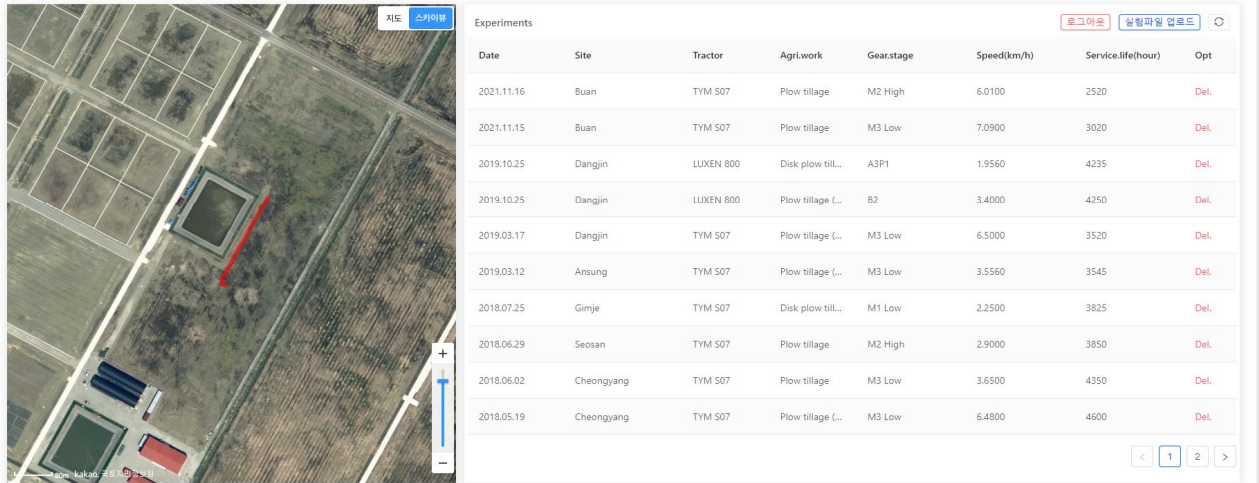 지도 스카이뷰
+
−
30m kakao, 국토지리정보원
Experiments 로그아웃 실험파일 업로드
Date Site Tractor Agri.work Gear.stage Speed(km/h) Service.life(hour) Opt
2021.11.16 Buan TYM S07 Plow tillage M2 High 6.0100 2520 Del.
2021.11.15 Buan TYM S07 Plow tillage M3 Low 7.0900 3020 Del.
2019.10.25 Dangjin LUXEN 800 Disk plow till... A3P1 1.9560 4235 Del.
2019.10.25 Dangjin LUXEN 800 Plow tillage (... B2 3.4000 4250 Del.
2019.03.17 Dangjin TYM S07 Plow tillage (... M3 Low 6.5000 3520 Del.
2019.03.12 Ansung TYM S07 Plow tillage (... M3 Low 3.5560 3545 Del.
2018.07.25 Gimje TYM S07 Disk plow till... M1 Low 2.2500 3825 Del.
2018.06.29 Seosan TYM S07 Plow tillage M2 High 2.9000 3850 Del.
2018.06.02 Cheongyang TYM S07 Plow tillage M3 Low 3.6500 4350 Del.
2018.05.19 Cheongyang TYM S07 Plow tillage (... M3 Low 6.4800 4600 Del.
< 1 2 >